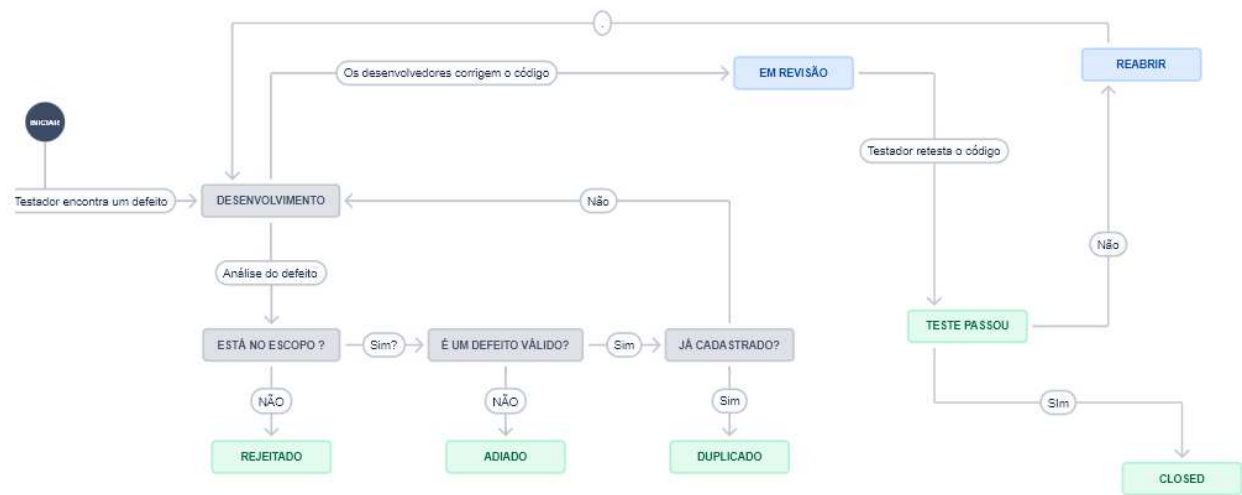 .
Os desenvolvedores corrigem o código
EM REVISÃO
REABRIR
INICIAR
Testador retesta o código
Testador encontra um defeito
DESENVOLVIMENTO
Não
Não
Análise do defeito
TESTE PASSOU
ESTÁ NO ESCOPO ?
Sim?
É UM DEFEITO VÁLIDO?
Sim
JÁ CADASTRADO?
NÃO
NÃO
Sim
SIm
REJEITADO
ADIADO
DUPLICADO
CLOSED